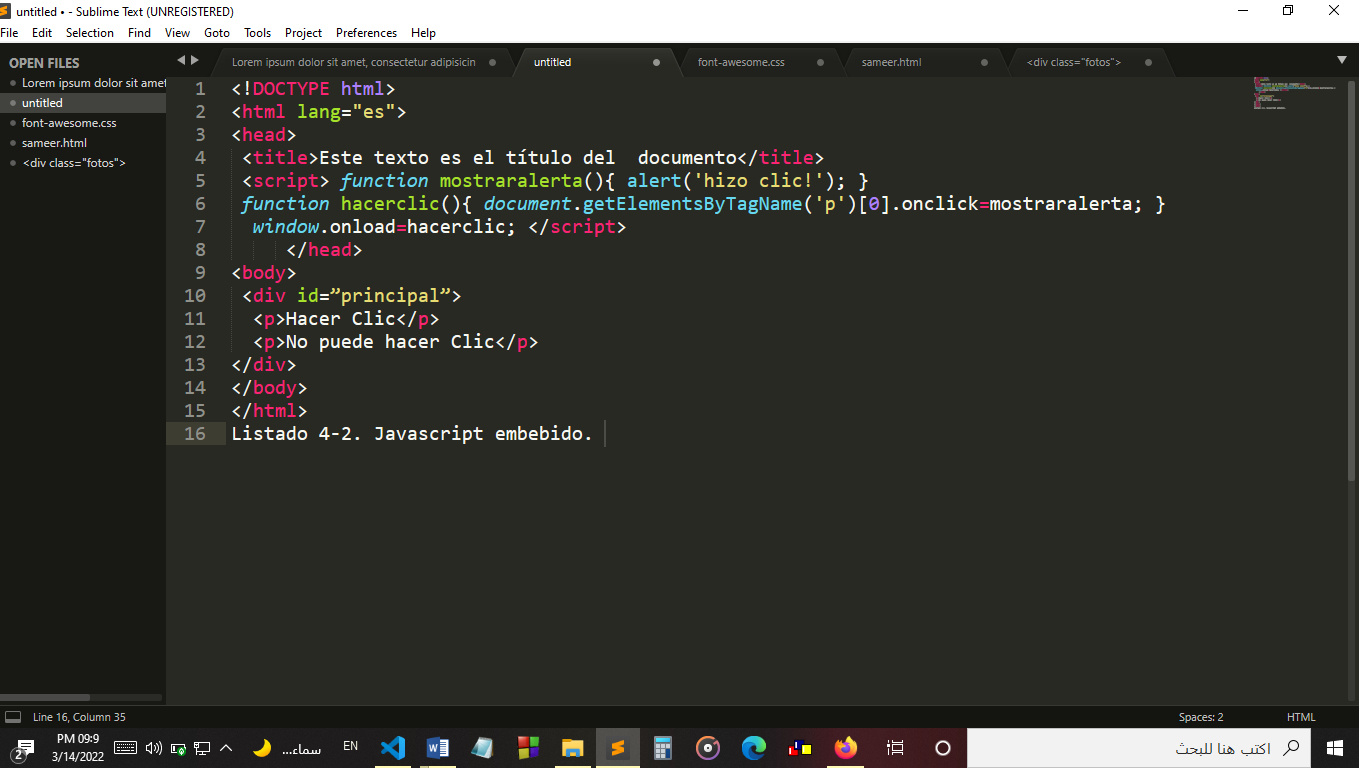 untitled • - Sublime Text (UNREGISTERED)
File Edit Selection Find View Goto Tools Project Preferences Help
OPEN FILES
Lorem ipsum dolor sit amet
untitled
font-awesome.css
sameer.html
<div class="fotos">
Lorem ipsum dolor sit amet, consectetur adipisicin
untitled
font-awesome.css
sameer.html
<div class="fotos">
1 <!DOCTYPE html>
2 <html lang="es">
3 <head>
4 <title>Este texto es el título del  documento</title>
5 <script> function mostraralerta(){ alert('hizo clic!'); }
6 function hacerclic(){ document.getElementsByTagName('p')[0].onclick=mostraralerta; }
7 window.onload=hacerclic; </script>
8 </head>
9 <body>
10 <div id=”principal”>
11 <p>Hacer Clic</p>
12 <p>No puede hacer Clic</p>
13 </div>
14 </body>
15 </html>
16 Listado 4-2. Javascript embebido.
Line 16, Column 35
Spaces: 2
HTML
2
PM 09:9
3/14/2022
سماء...
EN
اكتب هنا للبحث